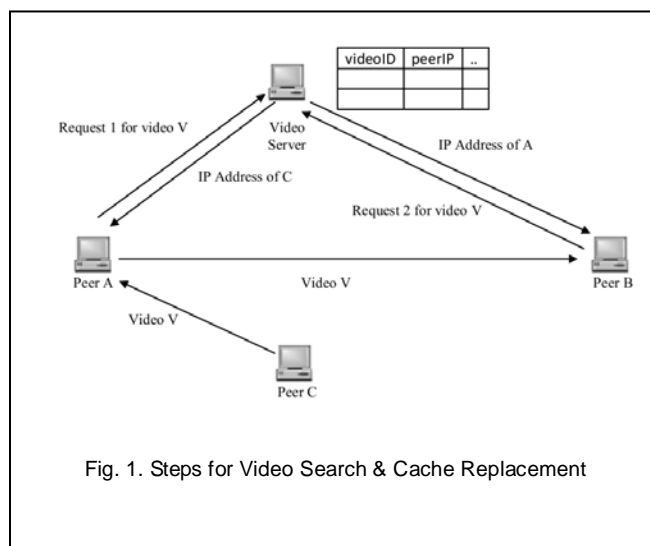 videoID peerIP ..
Request 1 for video V
Video
Server
IP Address of A
IP Address of C
Request 2 for video V
Peer A
Video V
Peer B
Video V
Peer C
Fig. 1. Steps for Video Search & Cache Replacement